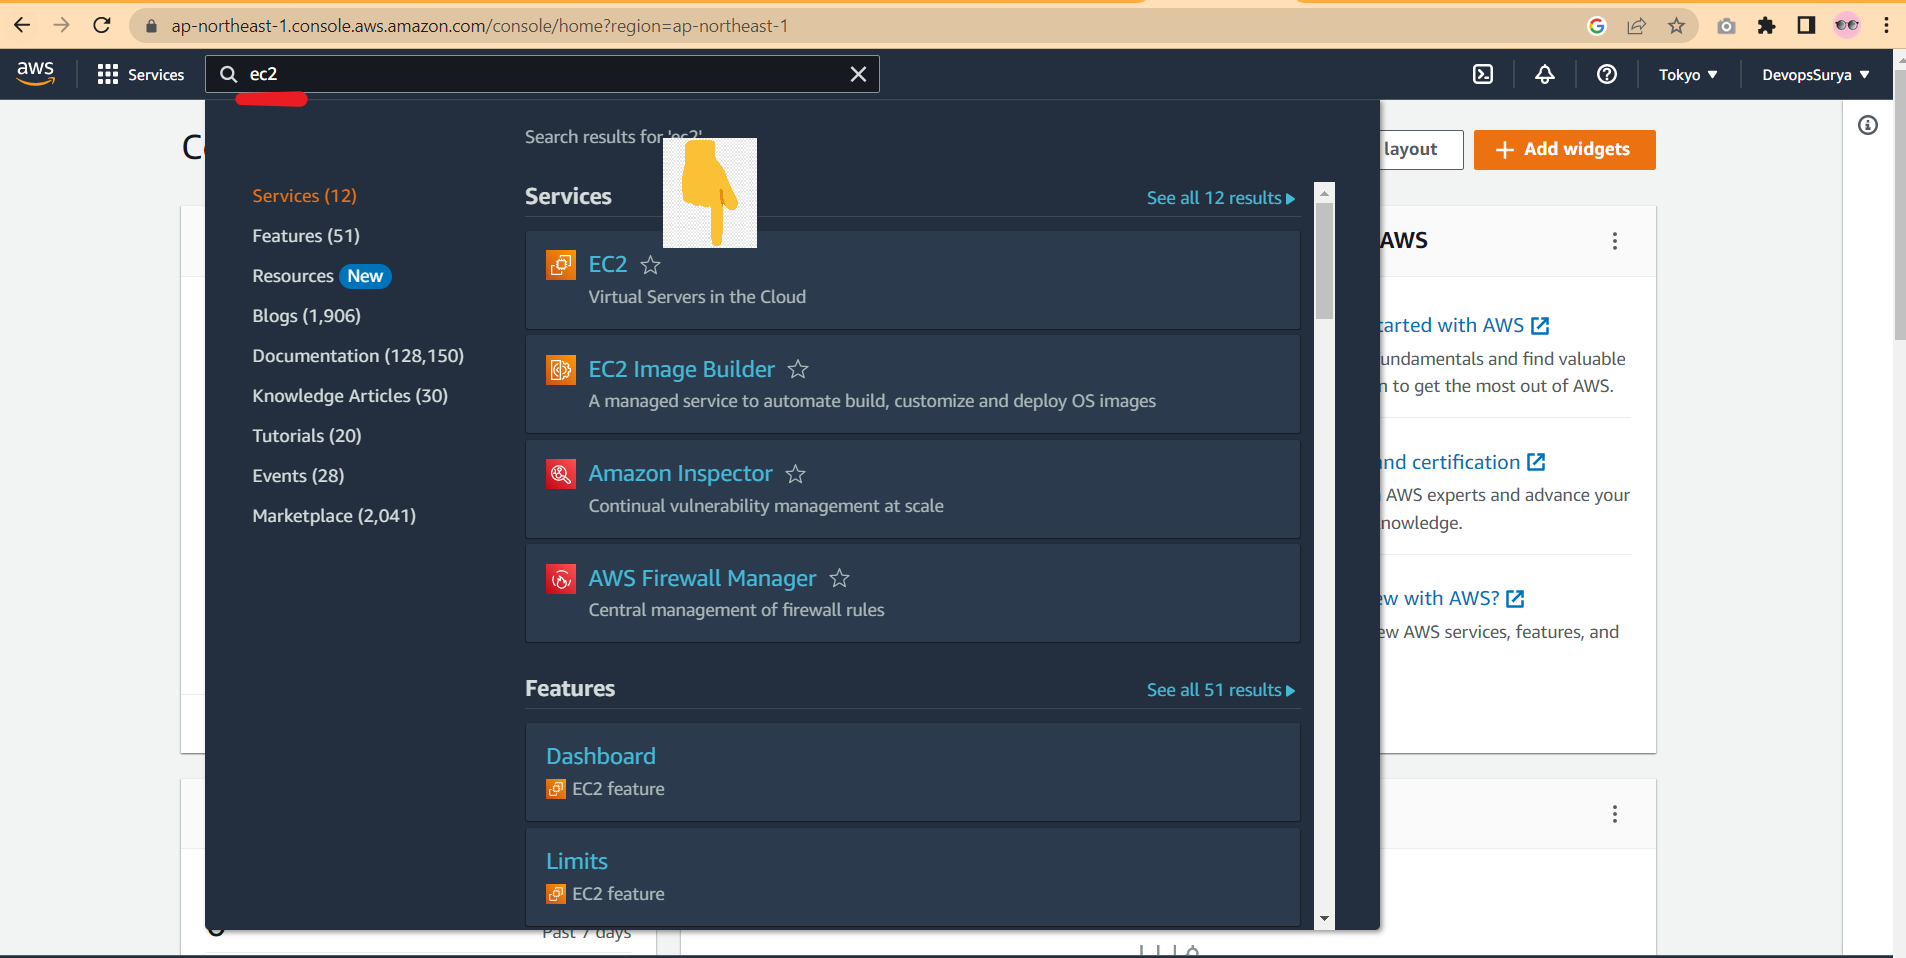 ap-northeast-1.console.aws.amazon.com/console/home?region=ap-northeast-1
aws
Services
ec2
Tokyo
DevopsSurya
Search results for 'ec2'
layout
+ Add widgets
Services (12)
Features (51)
Resources New
Blogs (1,906)
Documentation (128,150)
Knowledge Articles (30)
Tutorials (20)
Events (28)
Marketplace (2,041)
Services
See all 12 results
EC2
Virtual Servers in the Cloud
EC2 Image Builder
A managed service to automate build, customize and deploy OS images
Amazon Inspector
Continual vulnerability management at scale
AWS Firewall Manager
Central management of firewall rules
Features
See all 51 results
Dashboard
EC2 feature
Limits
EC2 feature
Past 7 days
AWS
tarted with AWS
undamentals and find valuable
n to get the most out of AWS.
nd certification
AWS experts and advance your
nowledge.
ew with AWS?
ew AWS services, features, and